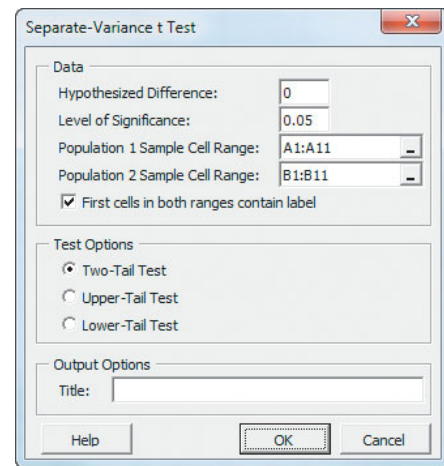 Separate-Variance t Test
Data
Hypothesized Difference: 0
Level of Significance: 0.05
Population 1 Sample Cell Range: A1:A11
Population 2 Sample Cell Range: B1:B11
First cells in both ranges contain label
Test Options
Two-Tail Test
Upper-Tail Test
Lower-Tail Test
Output Options
Title:
Help OK Cancel